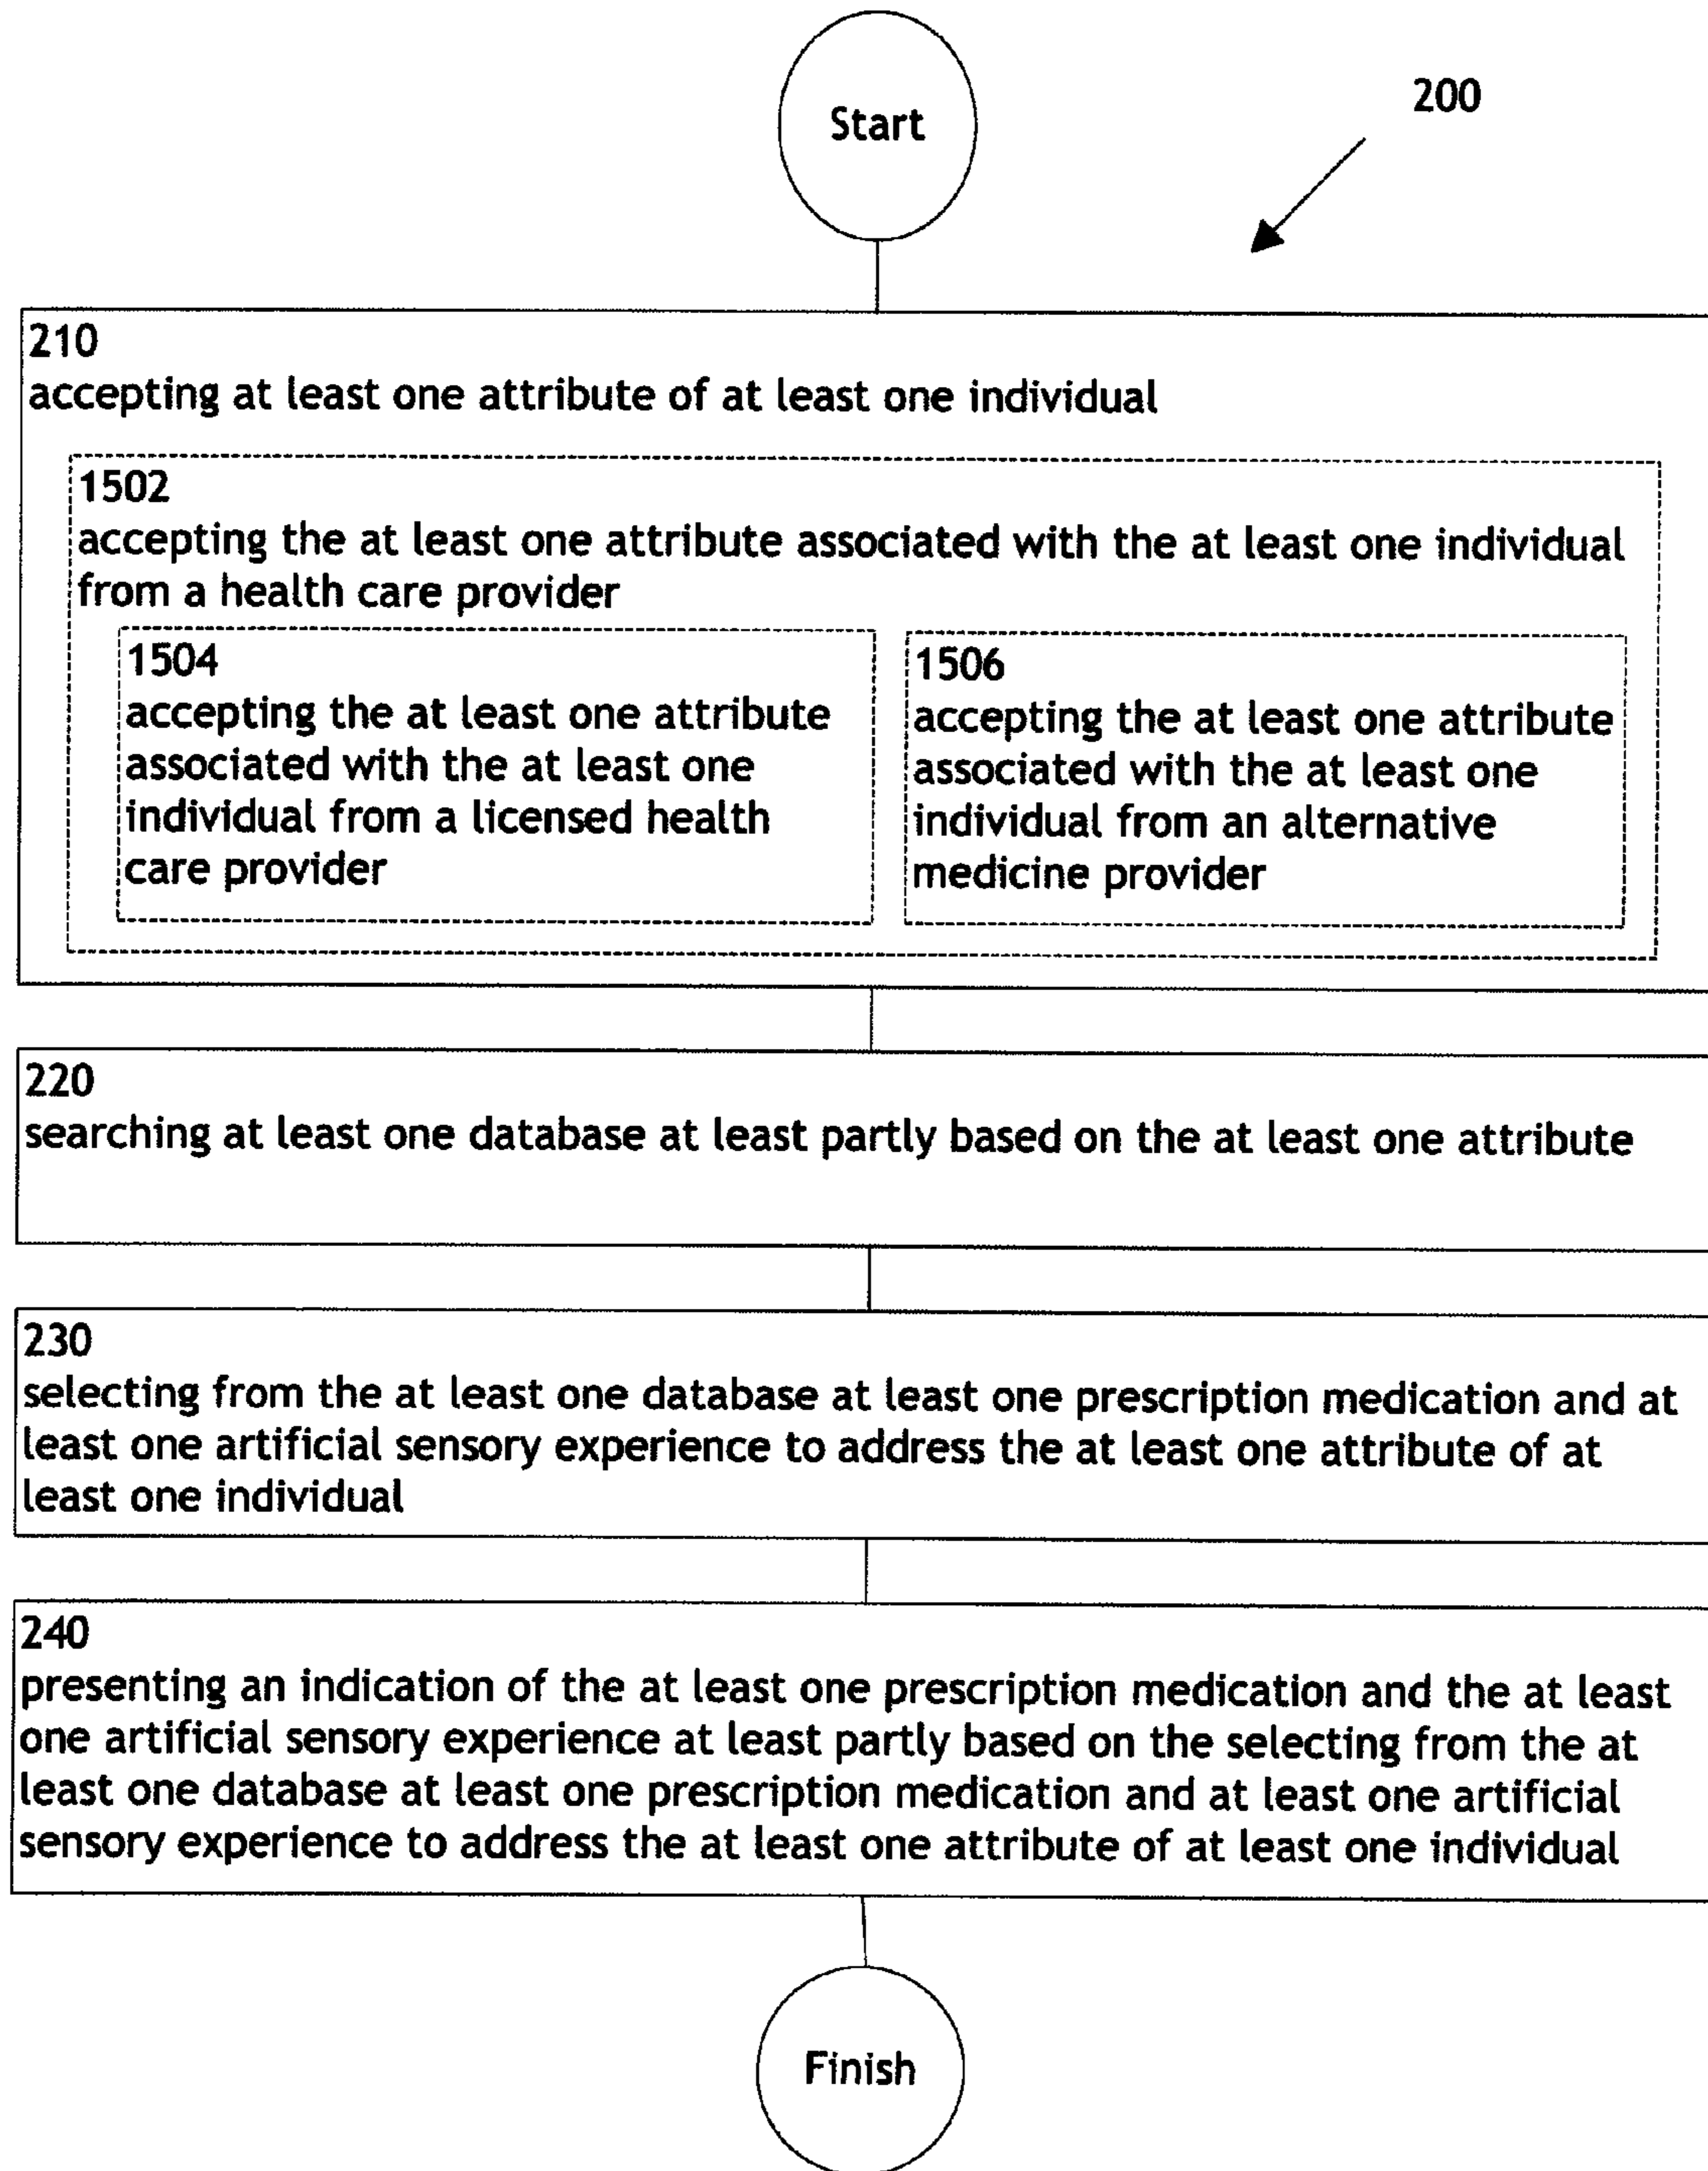 Start
200
210
accepting at least one attribute of at least one individual
1502
accepting the at least one attribute associated with the at least one individual
from a health care provider
1504
accepting the at least one attribute
associated with the at least one
individual from a licensed health
care provider
1506
accepting the at least one attribute
associated with the at least one
individual from an alternative
medicine provider
220
searching at least one database at least partly based on the at least one attribute
230
selecting from the at least one database at least one prescription medication and at
least one artificial sensory experience to address the at least one attribute of at
least one individual
240
presenting an indication of the at least one prescription medication and the at least
one artificial sensory experience at least partly based on the selecting from the at
least one database at least one prescription medication and at least one artificial
sensory experience to address the at least one attribute of at least one individual
Finish